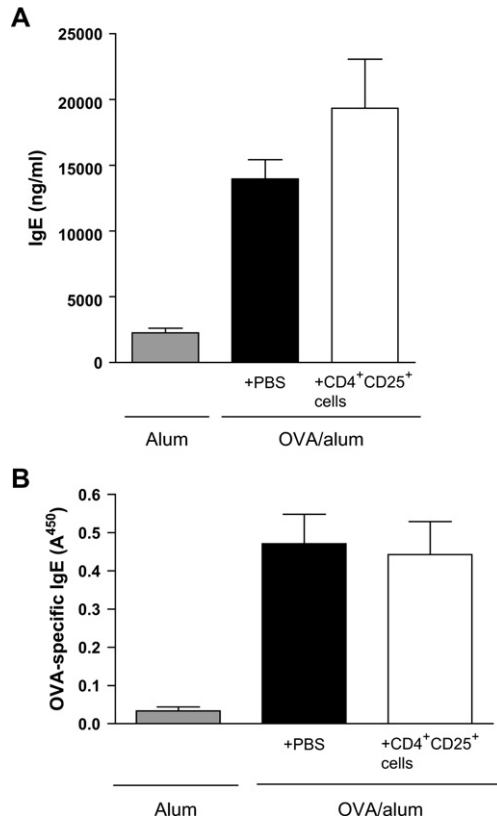 A
IgE (ng/ml)
25000
20000
15000
10000
5000
0
+PBS
+CD4⁺CD25⁺
cells
Alum
OVA/alum
B
OVA-specific IgE (A⁴⁵⁰)
0.6
0.5
0.4
0.3
0.2
0.1
0.0
+PBS
+CD4⁺CD25⁺
cells
Alum
OVA/alum